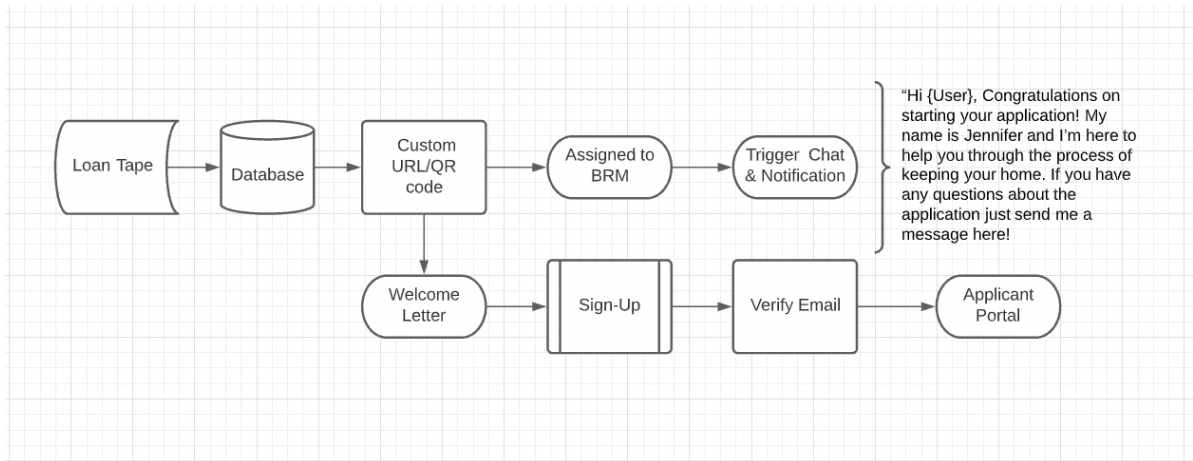 Loan Tape
Database
Custom
URL/QR
code
Assigned to
BRM
Trigger  Chat
& Notification
“Hi {User}, Congratulations on
starting your application! My
name is Jennifer and I’m here to
help you through the process of
keeping your home. If you have
any questions about the
application just send me a
message here!
Welcome
Letter
Sign-Up
Verify Email
Applicant
Portal